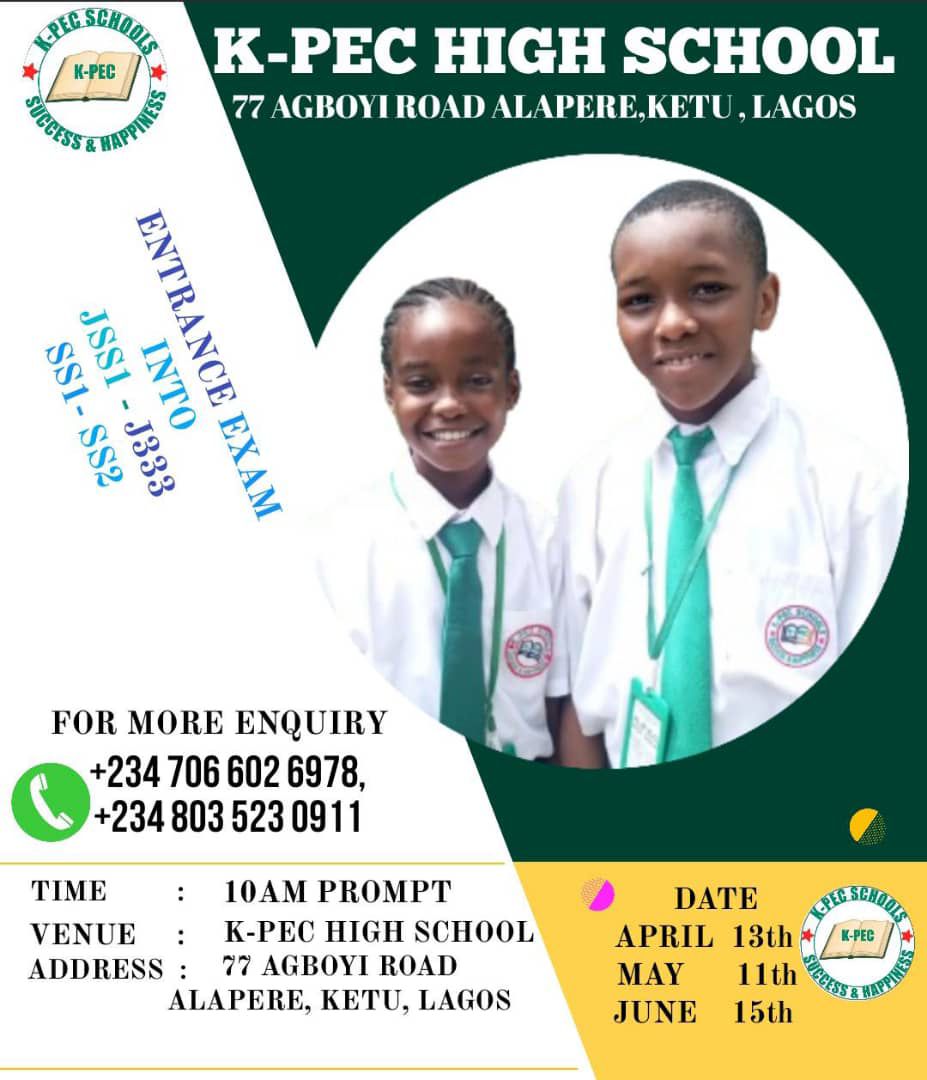 K-PEC SCHOOLS
K-PEC
SUCCESS & HAPPINESS
K-PEC HIGH SCHOOL
77 AGBOYI ROAD ALAPERE,KETU , LAGOS
ENTRANCE EXAM
INTO
JSS1 - J333
SS1- SS2
K-PEC SCHOOLS
FOR MORE ENQUIRY
+234 706 602 6978,
+234 803 523 0911
TIME : 10AM PROMPT
VENUE : K-PEC HIGH SCHOOL
ADDRESS : 77 AGBOYI ROAD
ALAPERE, KETU, LAGOS
DATE
APRIL 13th
MAY 11th
JUNE 15th
K-PEC SCHOOLS
K-PEC
SUCCESS & HAPPINESS